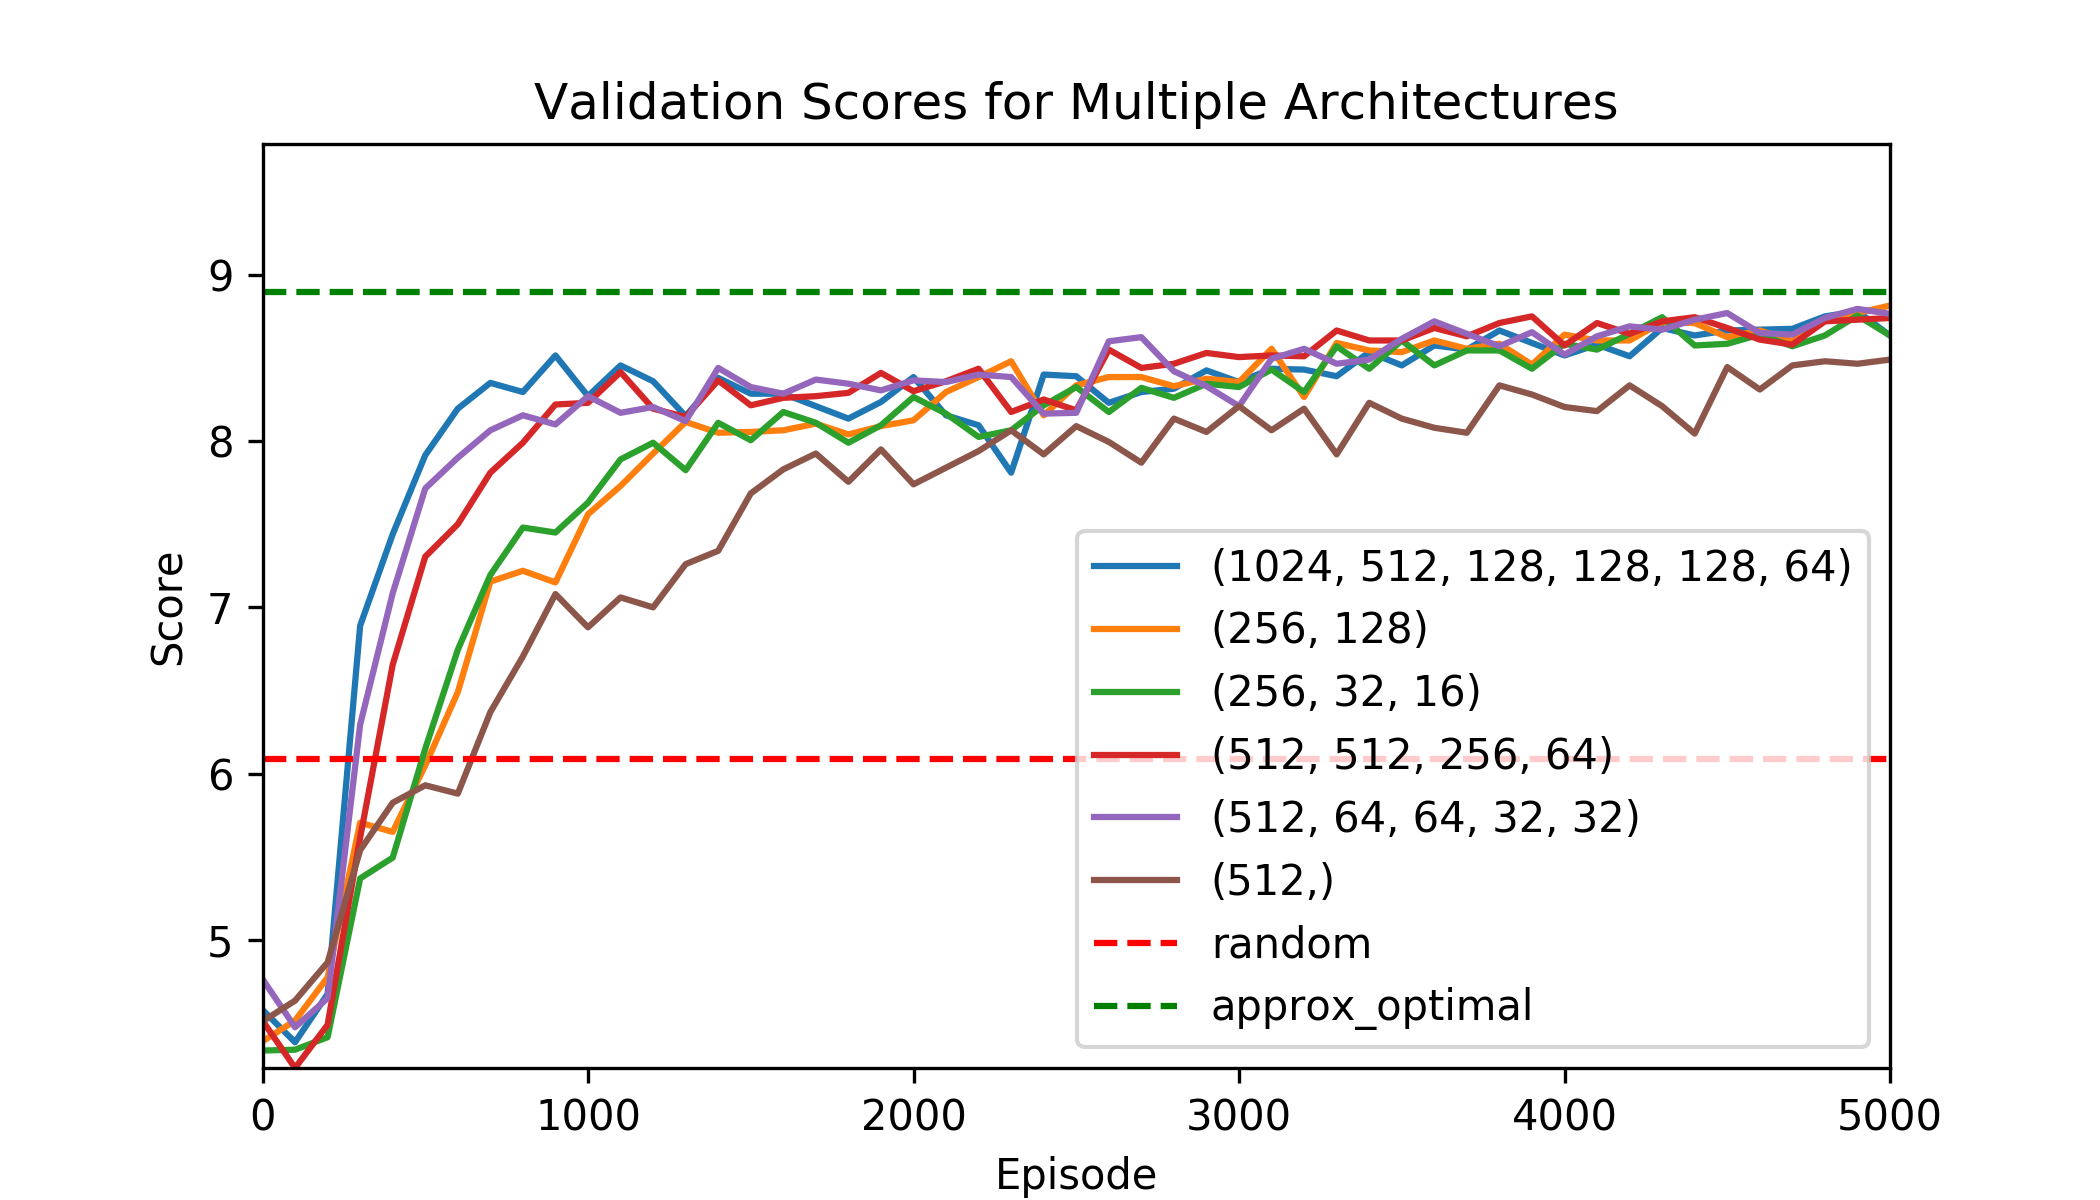 Validation Scores for Multiple Architectures
9
8
7
6
5
Score
(1024, 512, 128, 128, 128, 64)
(256, 128)
(256, 32, 16)
(512, 512, 256, 64)
(512, 64, 64, 32, 32)
(512,)
random
approx_optimal
0 1000 2000 3000 4000 5000
Episode